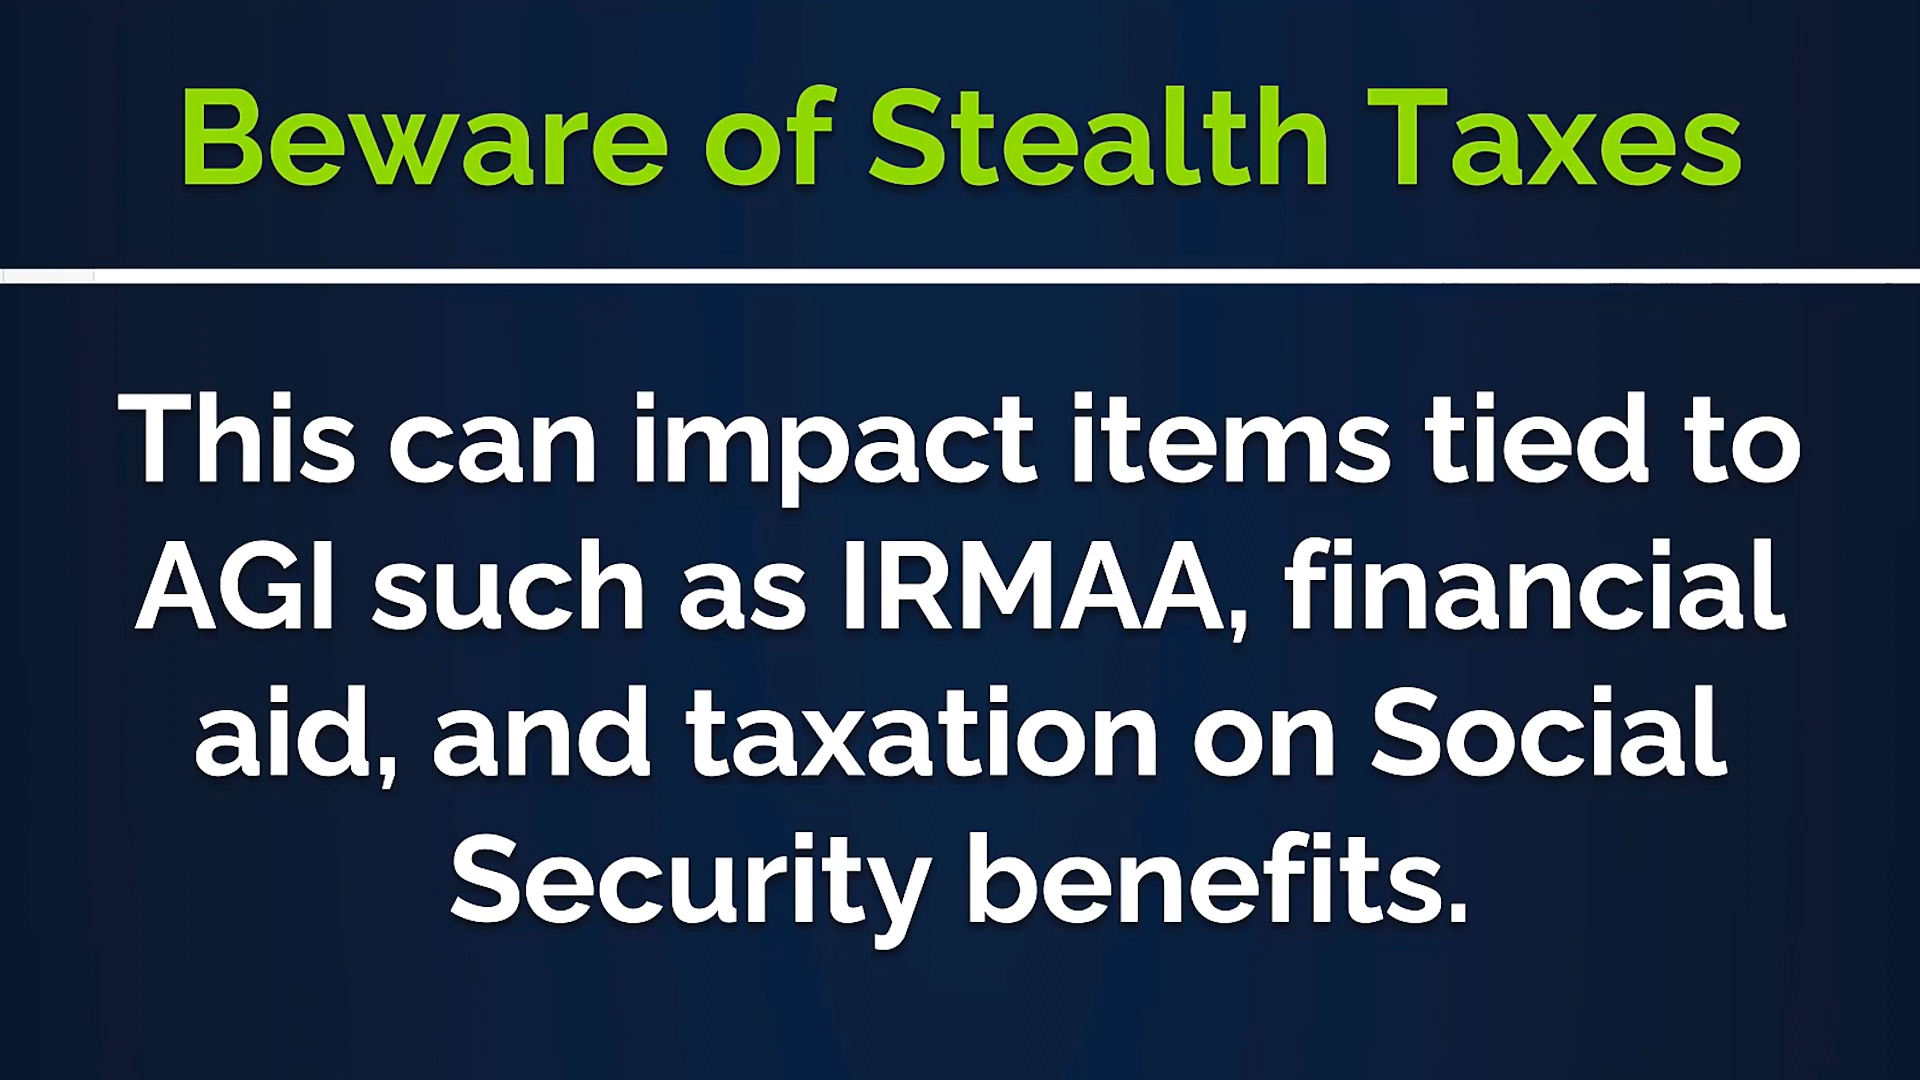 Beware of Stealth Taxes
This can impact items tied to
AGI such as IRMAA, financial
aid, and taxation on Social
Security benefits.